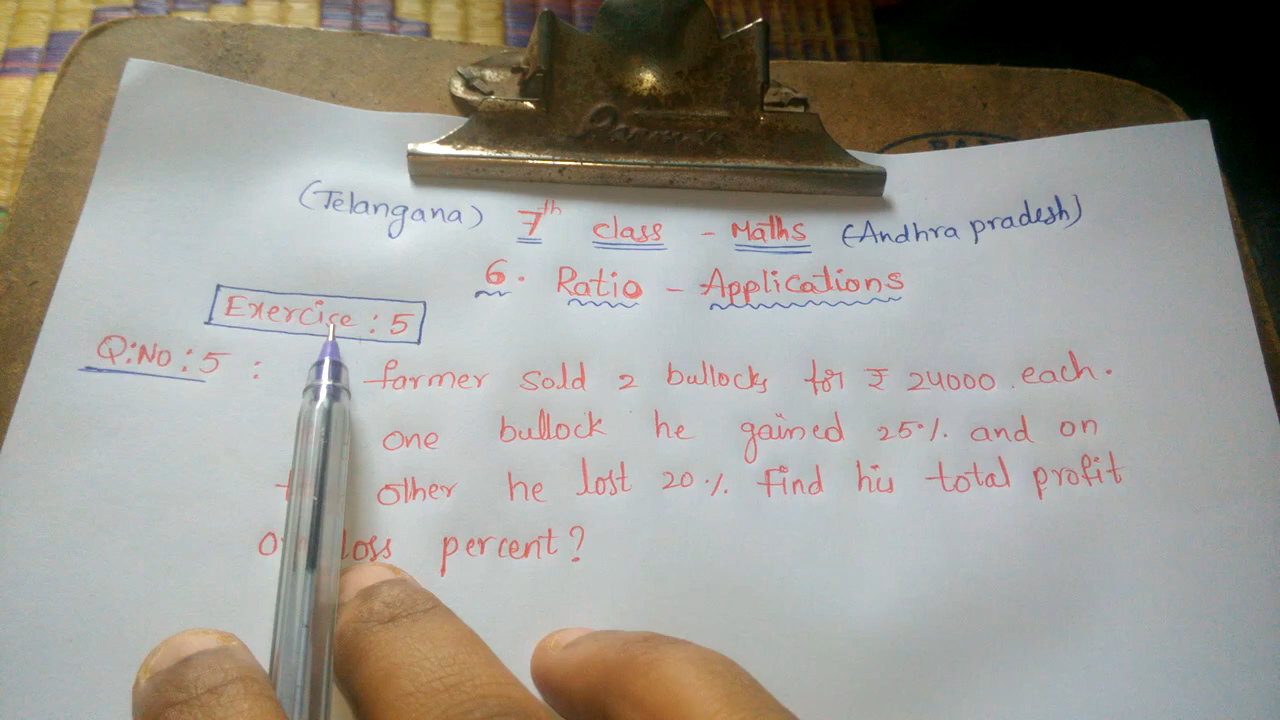 (Telangana) 7th class - Maths (Andhra pradesh)
6. Ratio - Applications
Exercise : 5
Q.No : 5 : farmer sold 2 bullocks for ₹ 24000 each.
one bullock he gained 25% and on
other he lost 20% find his total profit
loss percent?